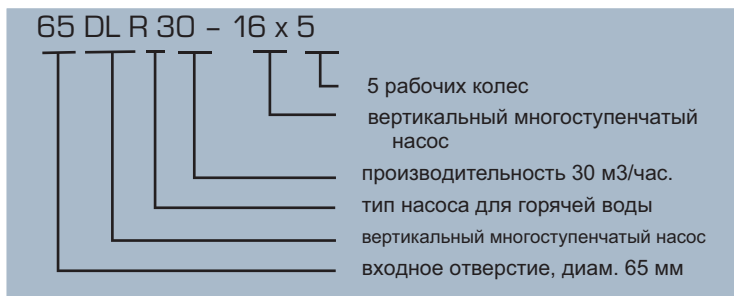 65 DL R 30 - 16 x 5
5 рабочих колес
вертикальный многоступенчатый
насос
производительность 30 м3/час.
тип насоса для горячей воды
вертикальный многоступенчатый насос
входное отверстие, диам. 65 мм